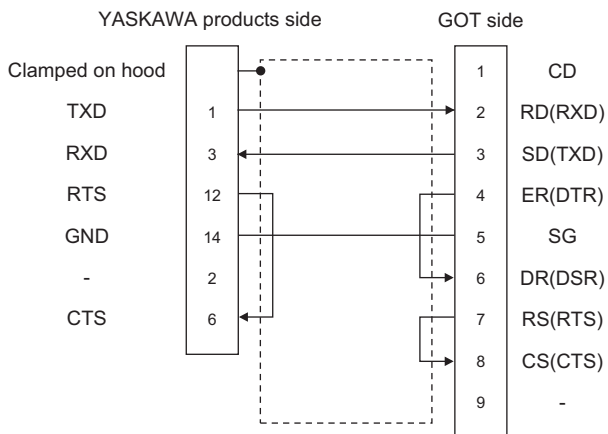 YASKAWA products side GOT side
Clamped on hood 1 CD
TXD 1 2 RD(RXD)
RXD 3 3 SD(TXD)
RTS 12 4 ER(DTR)
GND 14 5 SG
- 2 6 DR(DSR)
CTS 6 7 RS(RTS)
8 CS(CTS)
9 -